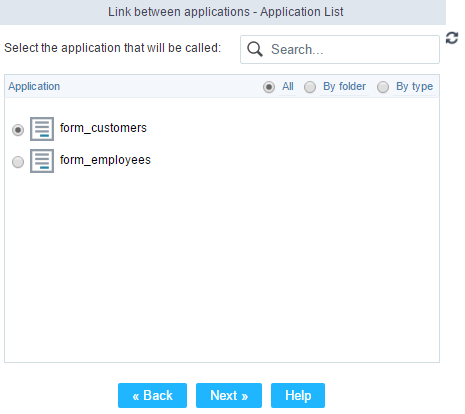 Link between applications - Application List
Select the application that will be called: Search...
Application All By folder By type
form_customers
form_employees
« Back Next » Help